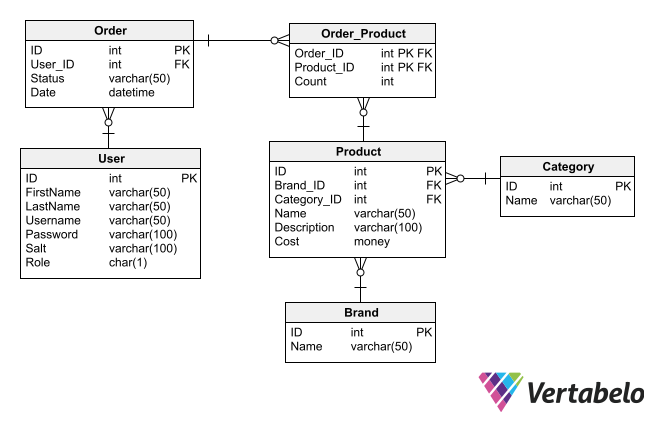 Order
ID int PK
User_ID int FK
Status varchar(50)
Date datetime
Order_Product
Order_ID int PK FK
Product_ID int PK FK
Count int
User
ID int PK
FirstName varchar(50)
LastName varchar(50)
Username varchar(50)
Password varchar(100)
Salt varchar(100)
Role char(1)
Product
ID int PK
Brand_ID int FK
Category_ID int FK
Name varchar(50)
Description varchar(100)
Cost money
Category
ID int PK
Name varchar(50)
Brand
ID int PK
Name varchar(50)
Vertabelo